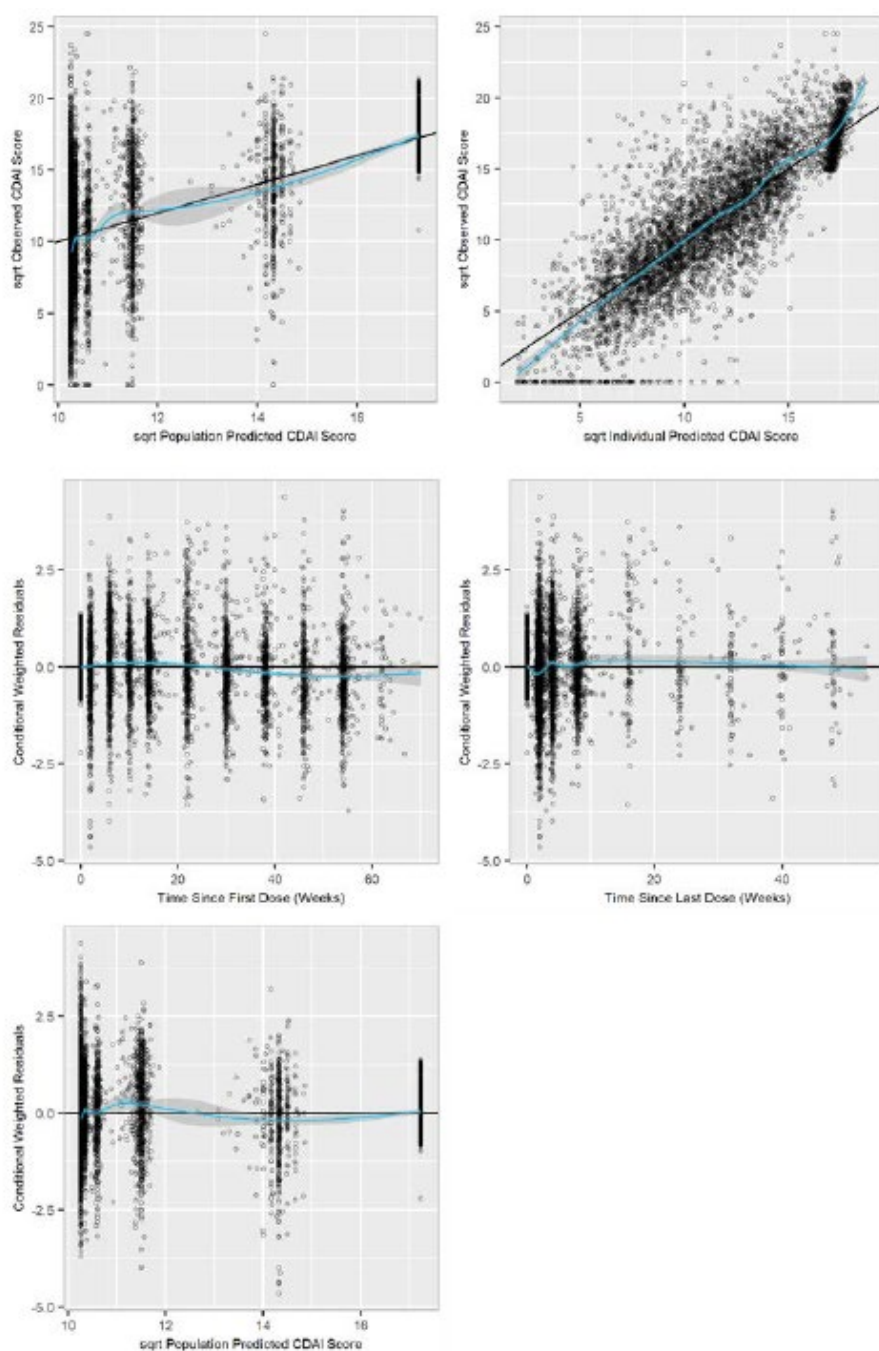 25
20
15
10
5
0
sqrt Observed CDAI Score
10 12 14 16
sqrt Population Predicted CDAI Score
25
20
15
10
5
0
sqrt Observed CDAI Score
5 10 15
sqrt Individual Predicted CDAI Score
2.5
0.0
-2.5
-5.0
Conditional Weighted Residuals
0 20 40 60
Time Since First Dose (Weeks)
2.5
0.0
-2.5
-5.0
Conditional Weighted Residuals
0 20 40
Time Since Last Dose (Weeks)
2.5
0.0
-2.5
-5.0
Conditional Weighted Residuals
10 12 14 16
sqrt Population Predicted CDAI Score